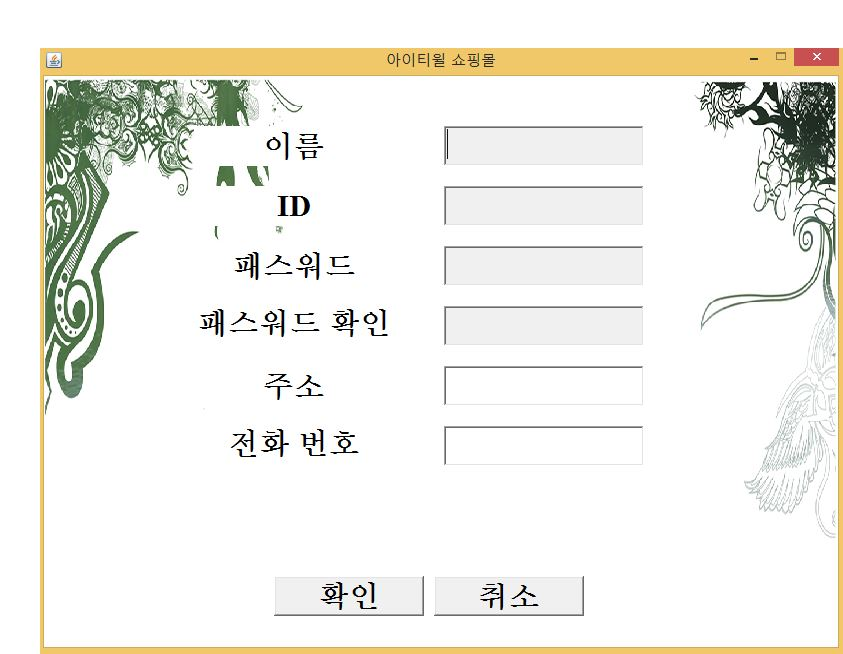 아이티윌 쇼핑몰
이름
ID
패스워드
패스워드 확인
주소
전화 번호
확인 취소